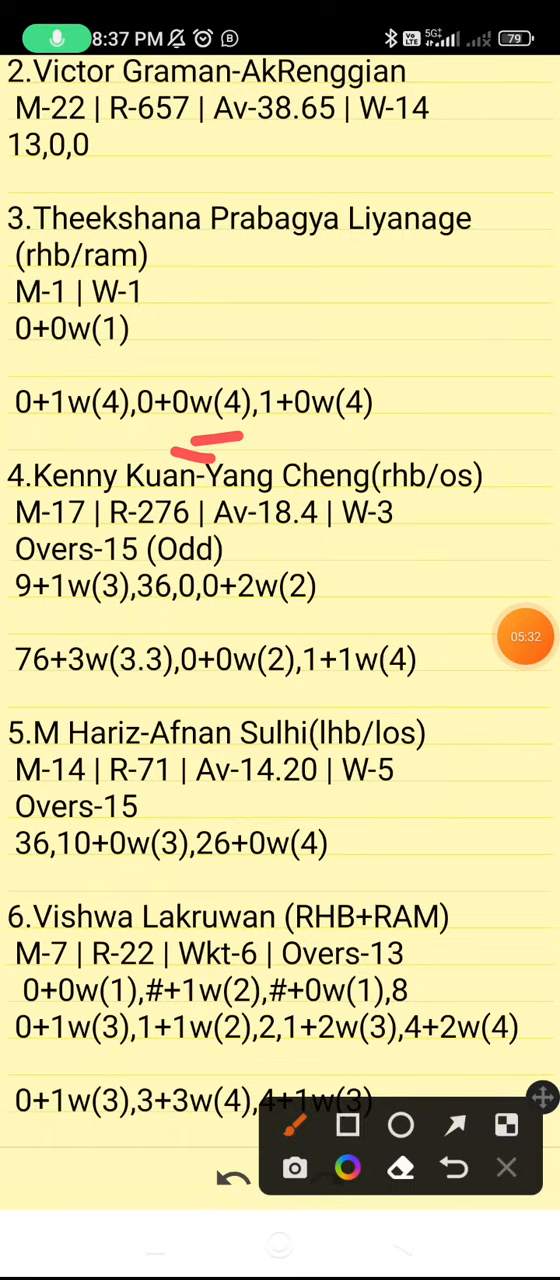 8:37 PM B Vo LTE 5G 79
2.Victor Graman-AkRenggian
M-22 | R-657 | Av-38.65 | W-14
13,0,0
3.Theekshana Prabagya Liyanage
(rhb/ram)
M-1 | W-1
0+0w(1)
0+1w(4),0+0w(4),1+0w(4)
4.Kenny Kuan-Yang Cheng(rhb/os)
M-17 | R-276 | Av-18.4 | W-3
Overs-15 (Odd)
9+1w(3),36,0,0+2w(2)
05:32
76+3w(3.3),0+0w(2),1+1w(4)
5.M Hariz-Afnan Sulhi(lhb/los)
M-14 | R-71 | Av-14.20 | W-5
Overs-15
36,10+0w(3),26+0w(4)
6.Vishwa Lakruwan (RHB+RAM)
M-7 | R-22 | Wkt-6 | Overs-13
0+0w(1),#+1w(2),#+0w(1),8
0+1w(3),1+1w(2),2,1+2w(3),4+2w(4)
0+1w(3),3+3w(4),4+1w(3)